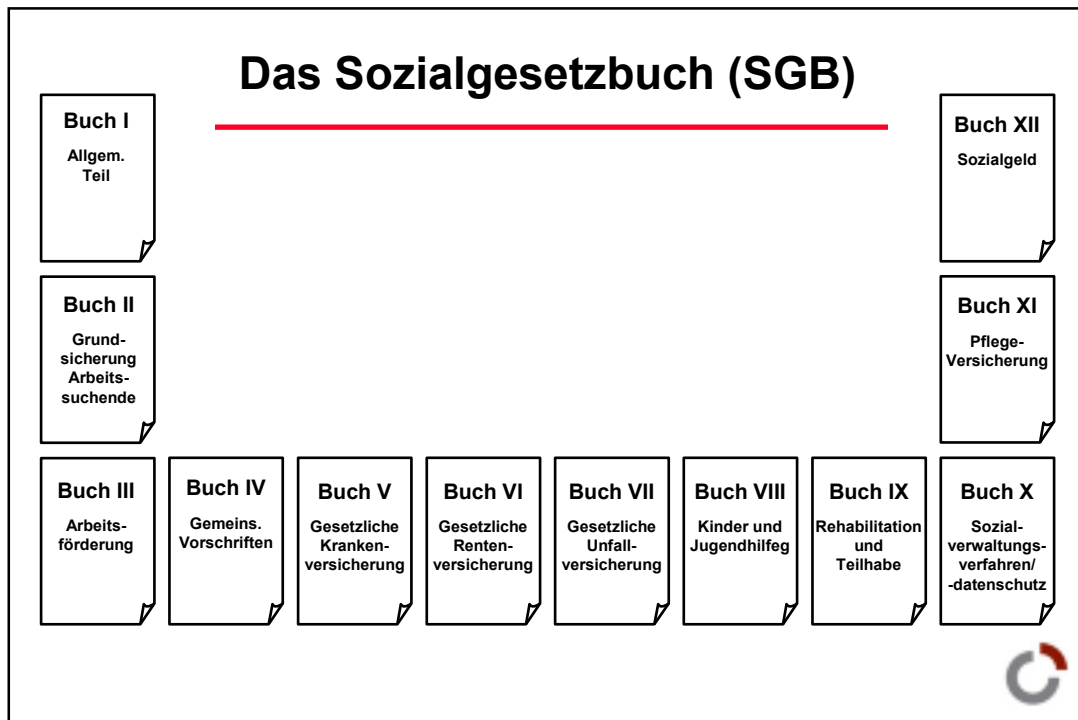 Das Sozialgesetzbuch (SGB)
Buch I
Allgem.
Teil
Buch II
Grund-
sicherung
Arbeits-
suchende
Buch III
Arbeits-
förderung
Buch IV
Gemeins.
Vorschriften
Buch V
Gesetzliche
Kranken-
versicherung
Buch VI
Gesetzliche
Renten-
versicherung
Buch VII
Gesetzliche
Unfall-
versicherung
Buch VIII
Kinder und
Jugendhilfeg
Buch IX
Rehabilitation
und
Teilhabe
Buch X
Sozial-
verwaltungs-
verfahren/
-datenschutz
Buch XI
Pflege-
Versicherung
Buch XII
Sozialgeld